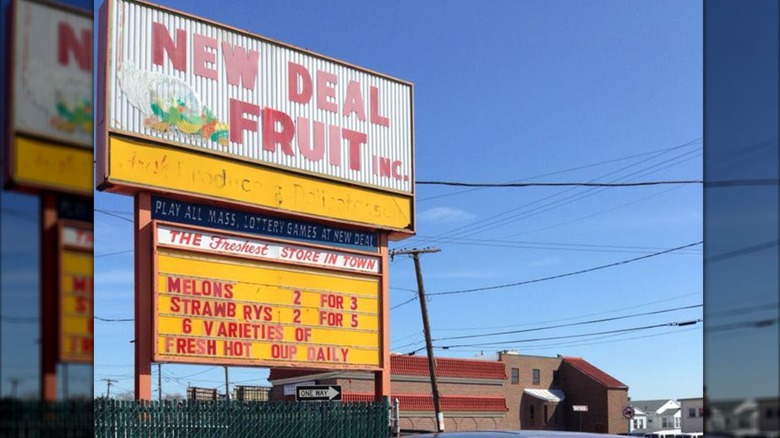 NEW DEAL
FRUIT INC.
Fresh Produce & Delicatessen
PLAY ALL MASS. LOTTERY GAMES AT NEW DEAL
THE Freshest STORE IN TOWN
MELONS 2 FOR 3
STRAWB RYS 2 FOR 5
6 VARIETIES OF
FRESH HOT OUP DAILY
ONE WAY